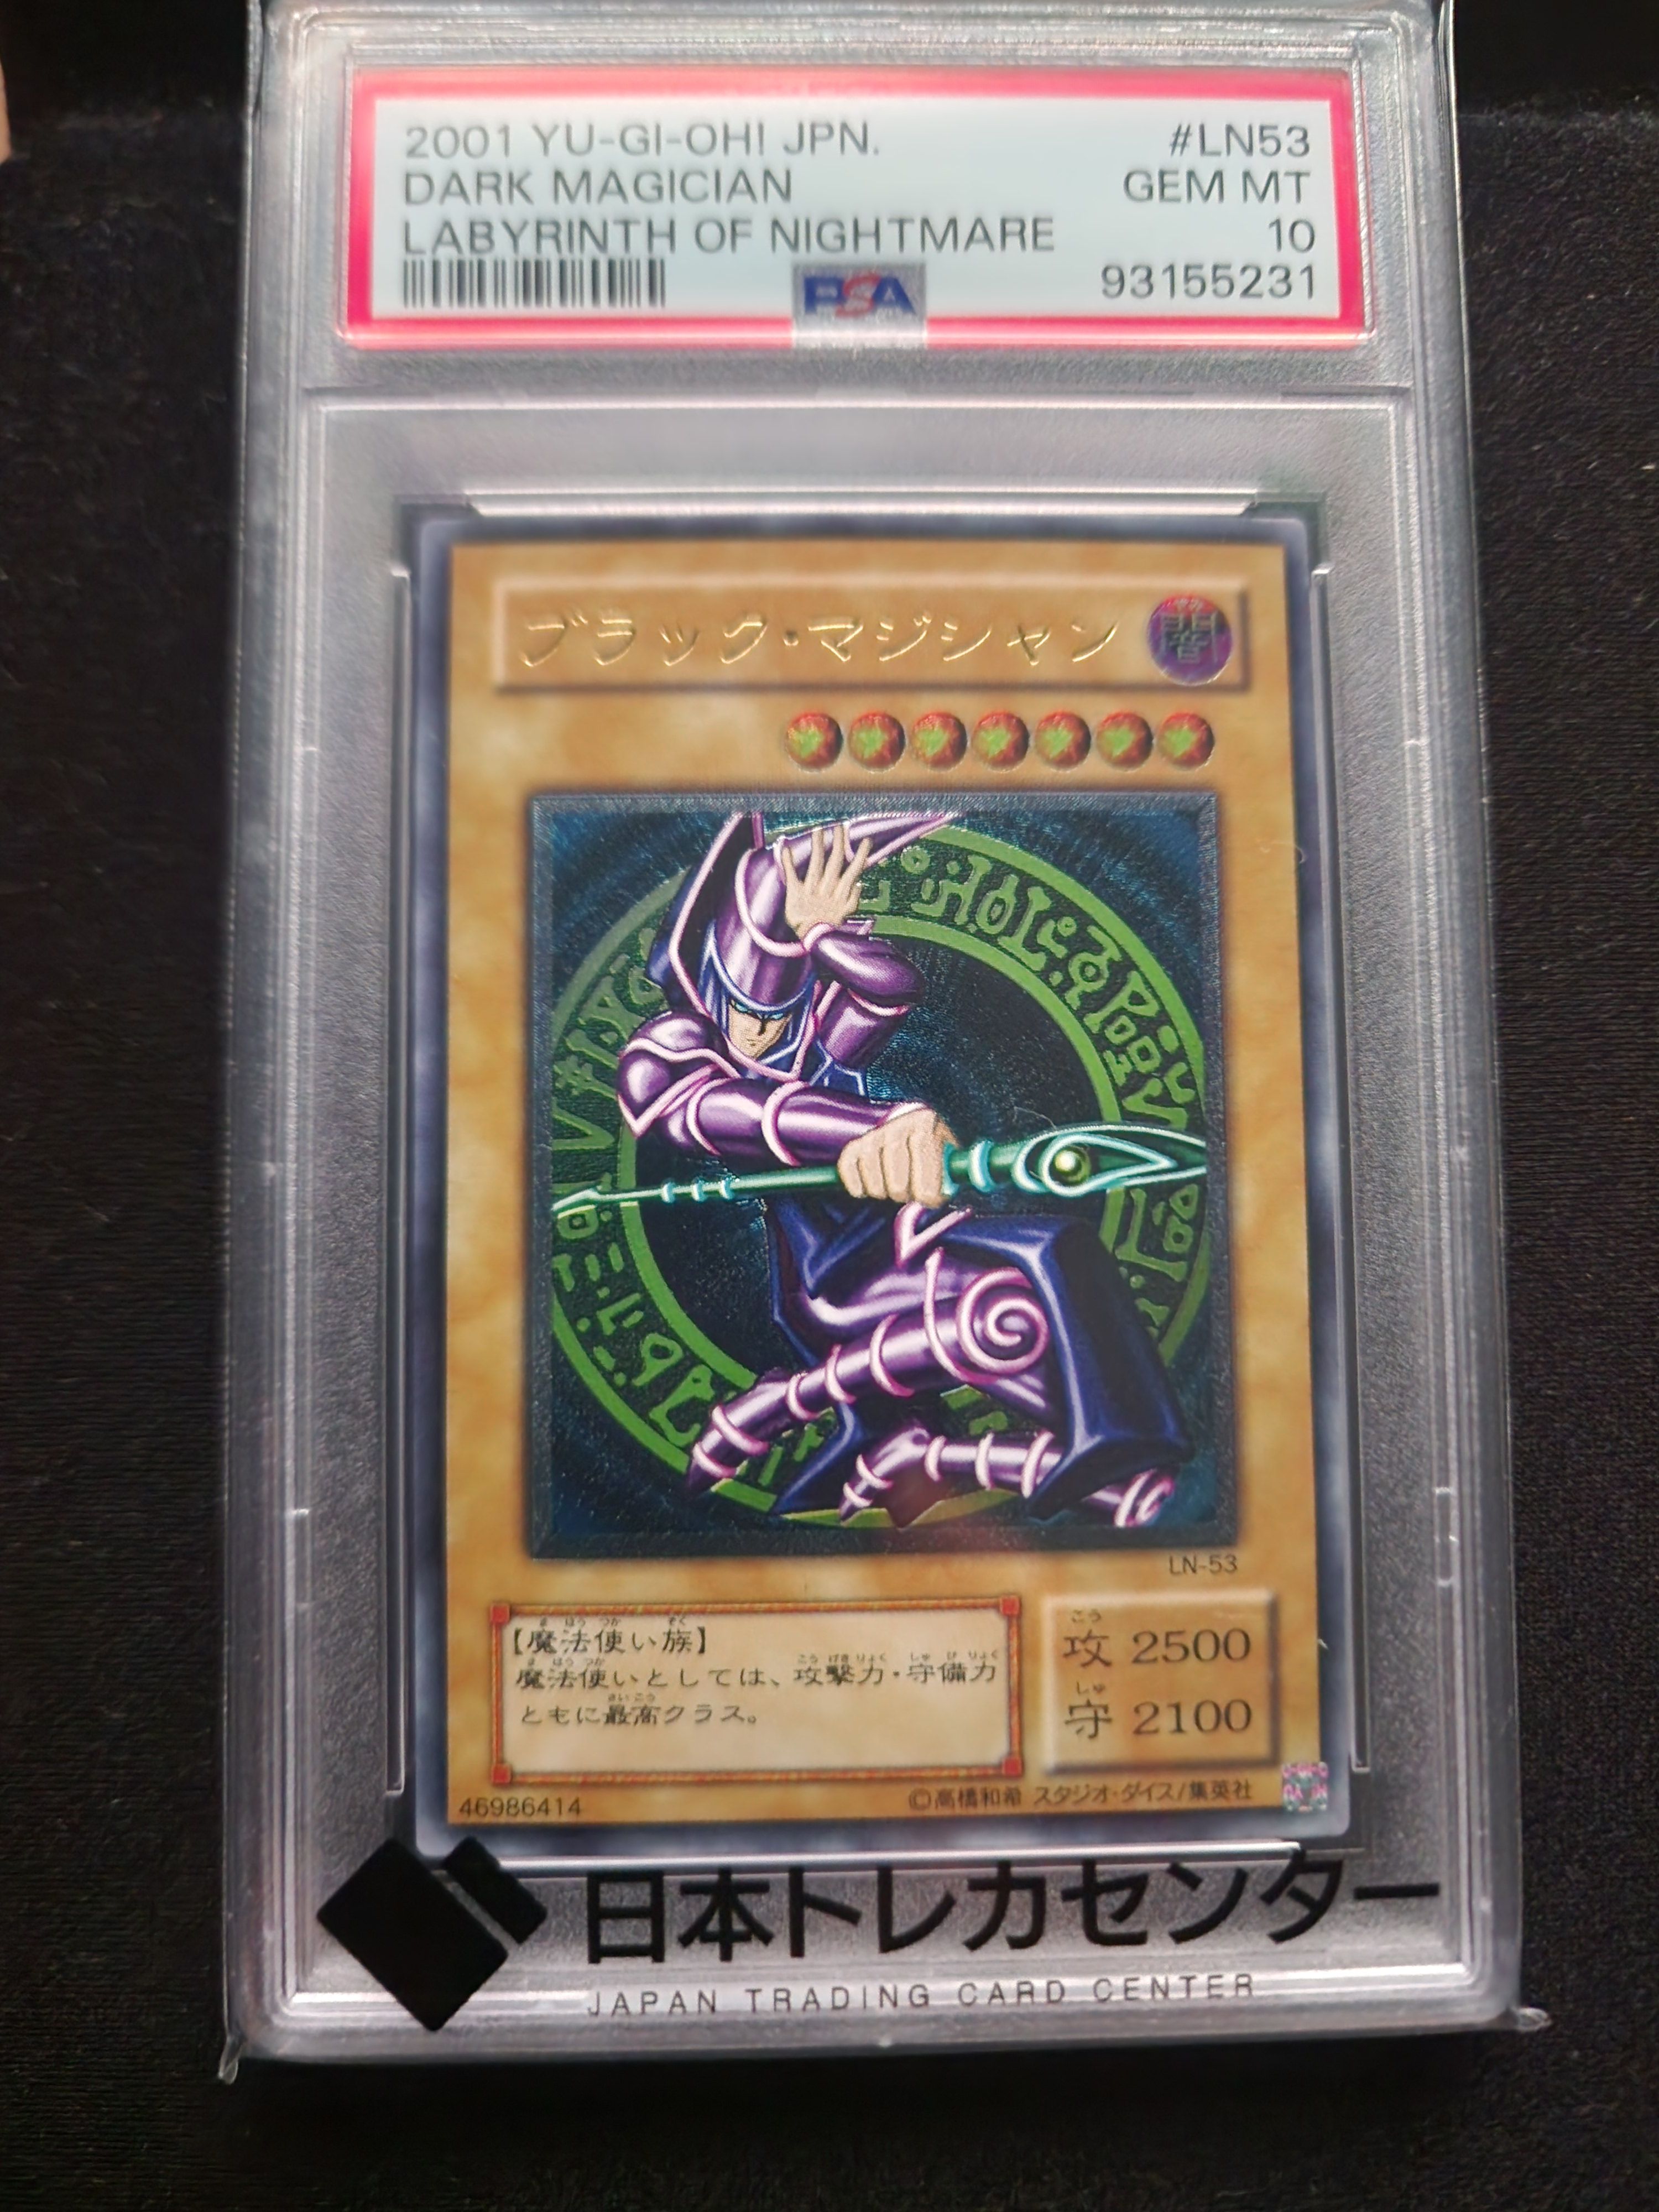 2001 YU-GI-OH! JPN. #LN53
DARK MAGICIAN GEM MT
LABYRINTH OF NIGHTMARE 10
PSA 93155231
ブラック・マジシャン 闇
LN-53
【魔法使い族】
魔法使いとしては、攻撃力・守備力
ともに最高クラス。
攻 2500
守 2100
46986414 ©高橋和希 スタジオ・ダイス/集英社
日本トレカセンター
JAPAN TRADING CARD CENTER